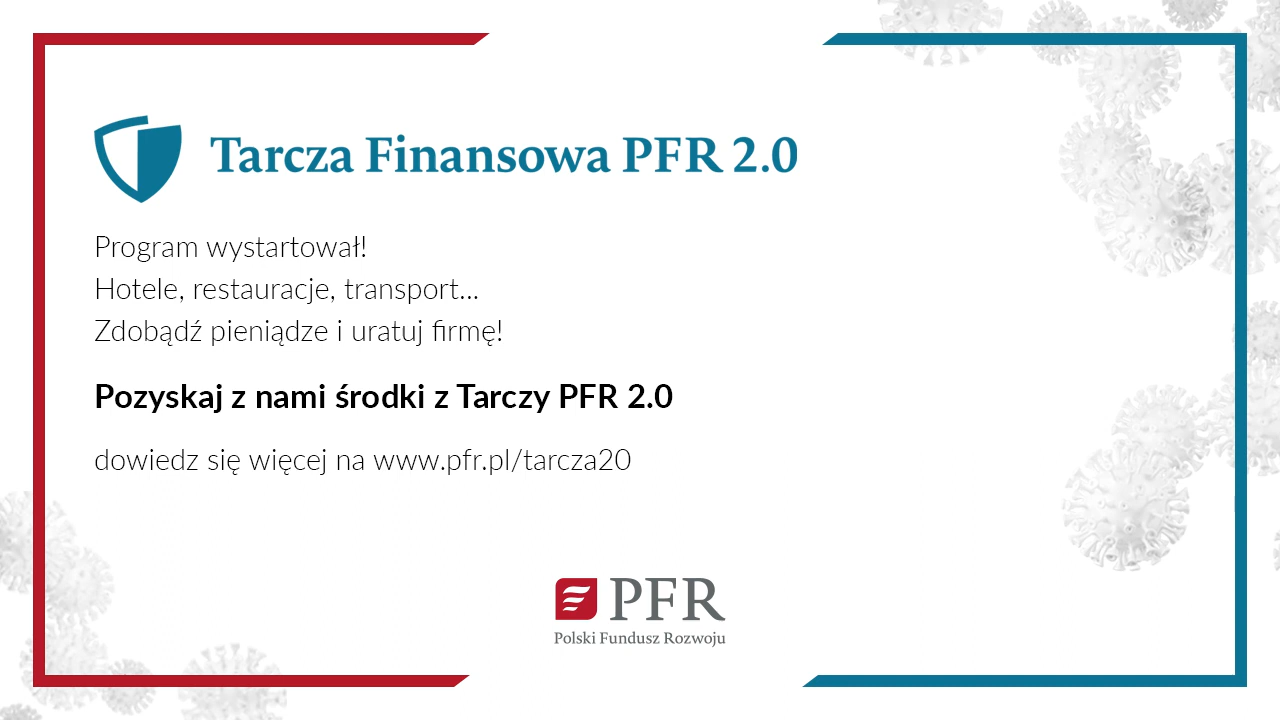 Tarcza Finansowa PFR 2.0
Program wystartował!
Hotele, restauracje, transport...
Zdobądź pieniądze i uratuj firmę!
Pozyskaj z nami środki z Tarczy PFR 2.0
dowiedz się więcej na www.pfr.pl/tarcza20
PFR
Polski Fundusz Rozwoju